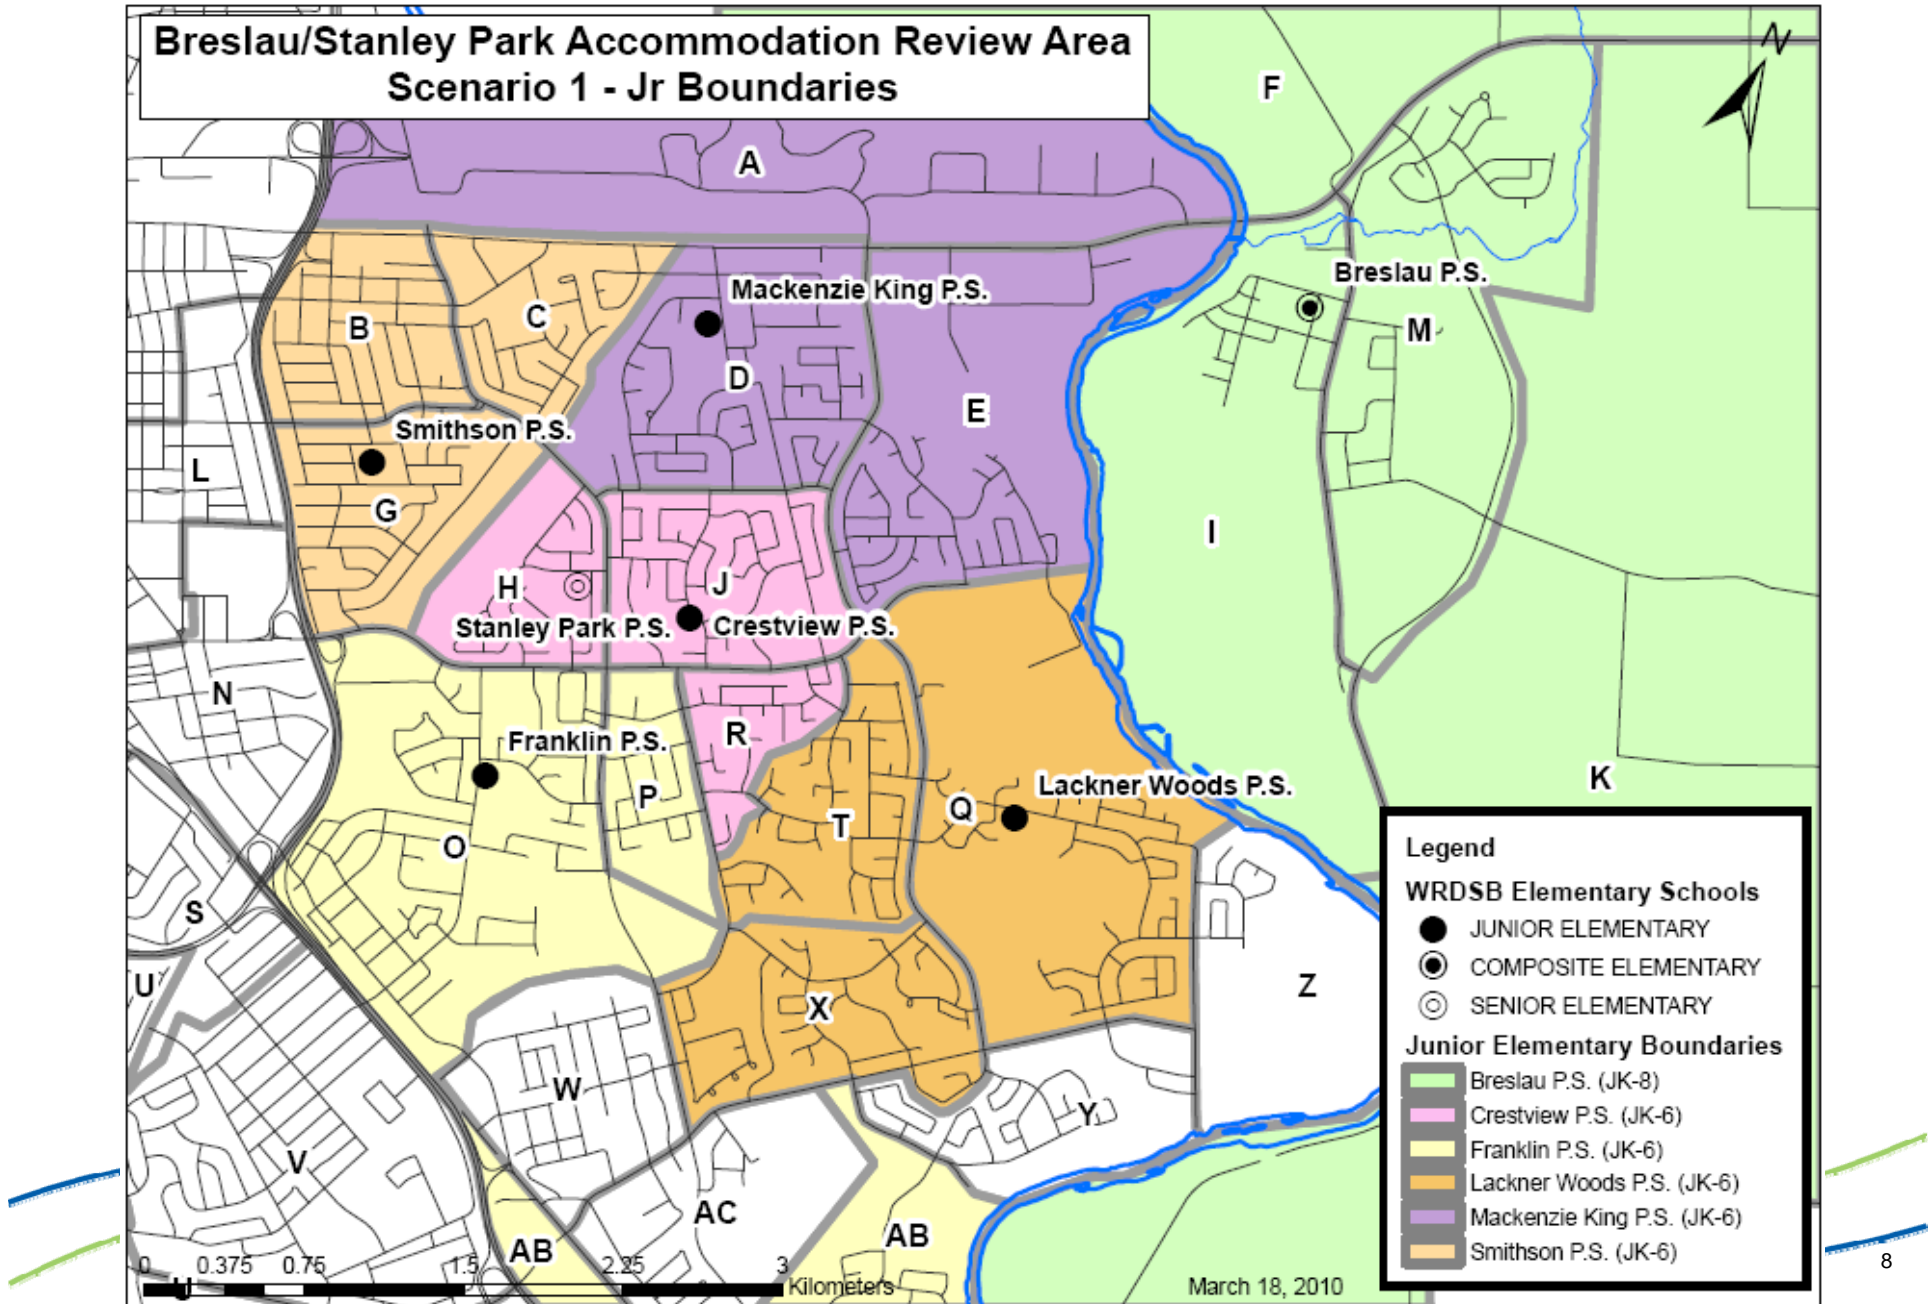 Breslau/Stanley Park Accommodation Review Area
Scenario 1 - Jr Boundaries
N
F
A
Breslau P.S.
Mackenzie King P.S.
C
B
M
D
E
Smithson P.S.
L
G
I
H
J
Stanley Park P.S.
Crestview P.S.
N
R
Franklin P.S.
K
Lackner Woods P.S.
P
Q
T
O
S
U
Z
X
W
Y
V
AC
AB
AB
U
0 0.375 0.75 1.5 2.25 3
Kilometers
March 18, 2010
Legend
WRDSB Elementary Schools
JUNIOR ELEMENTARY
COMPOSITE ELEMENTARY
SENIOR ELEMENTARY
Junior Elementary Boundaries
Breslau P.S. (JK-8)
Crestview P.S. (JK-6)
Franklin P.S. (JK-6)
Lackner Woods P.S. (JK-6)
Mackenzie King P.S. (JK-6)
Smithson P.S. (JK-6)
8